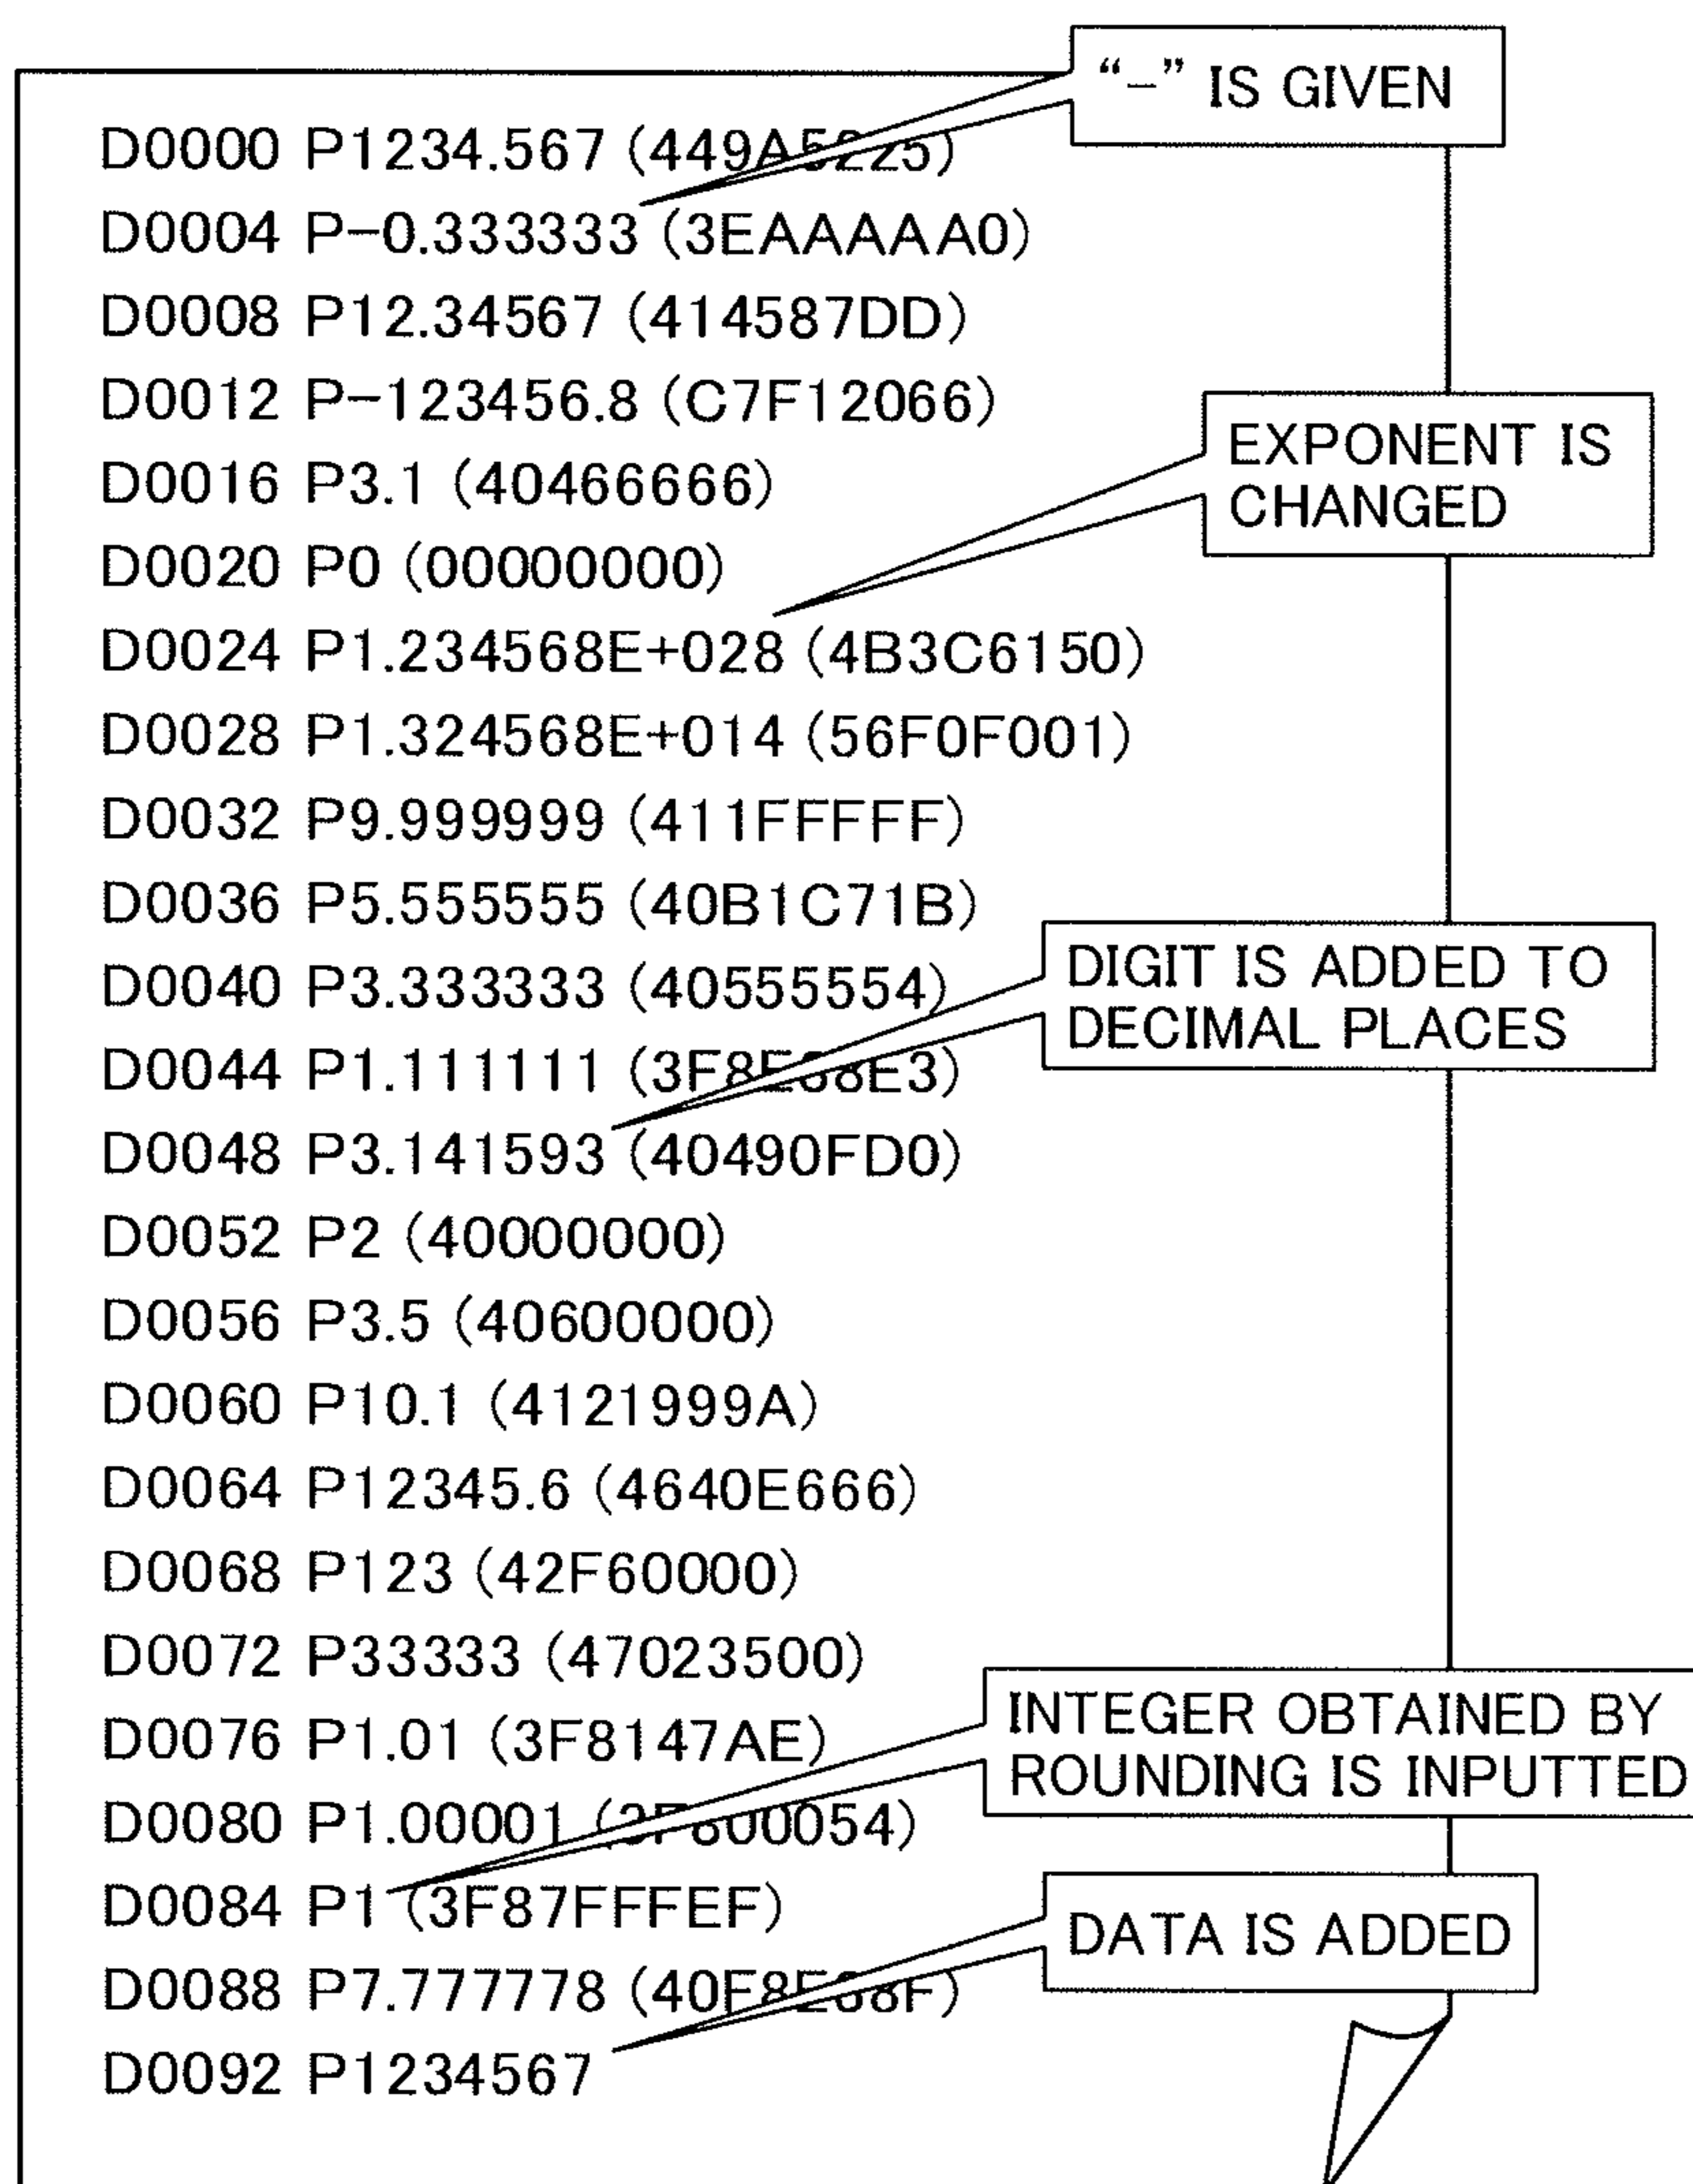 “-” IS GIVEN
D0000 P1234.567 (449A5225)
D0004 P-0.333333 (3EAAAAA0)
D0008 P12.34567 (414587DD)
D0012 P-123456.8 (C7F12066)
EXPONENT IS
CHANGED
D0016 P3.1 (40466666)
D0020 P0 (00000000)
D0024 P1.234568E+028 (4B3C6150)
D0028 P1.324568E+014 (56F0F001)
D0032 P9.999999 (411FFFFF)
D0036 P5.555555 (40B1C71B)
DIGIT IS ADDED TO
DECIMAL PLACES
D0040 P3.333333 (40555554)
D0044 P1.111111 (3F8E38E3)
D0048 P3.141593 (40490FD0)
D0052 P2 (40000000)
D0056 P3.5 (40600000)
D0060 P10.1 (4121999A)
D0064 P12345.6 (4640E666)
D0068 P123 (42F60000)
D0072 P33333 (47023500)
INTEGER OBTAINED BY
ROUNDING IS INPUTTED
D0076 P1.01 (3F8147AE)
D0080 P1.00001 (3F800054)
D0084 P1 (3F87FFFEF)
DATA IS ADDED
D0088 P7.777778 (40F8E38F)
D0092 P1234567